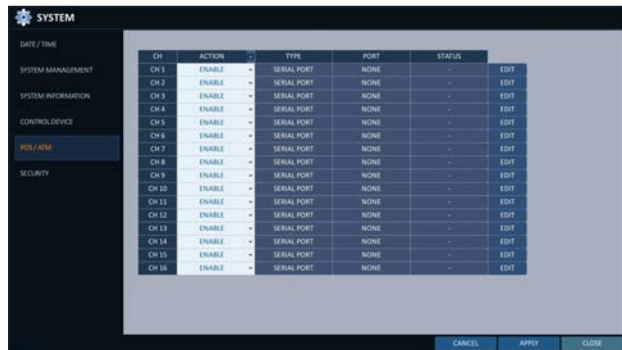 SYSTEM
DATE / TIME
SYSTEM MANAGEMENT
SYSTEM INFORMATION
CONTROL DEVICE
POS / ATM
SECURITY
CH ACTION TYPE PORT STATUS
CH 1 ENABLE SERIAL PORT NONE - EDIT
CH 2 ENABLE SERIAL PORT NONE - EDIT
CH 3 ENABLE SERIAL PORT NONE - EDIT
CH 4 ENABLE SERIAL PORT NONE - EDIT
CH 5 ENABLE SERIAL PORT NONE - EDIT
CH 6 ENABLE SERIAL PORT NONE - EDIT
CH 7 ENABLE SERIAL PORT NONE - EDIT
CH 8 ENABLE SERIAL PORT NONE - EDIT
CH 9 ENABLE SERIAL PORT NONE - EDIT
CH 10 ENABLE SERIAL PORT NONE - EDIT
CH 11 ENABLE SERIAL PORT NONE - EDIT
CH 12 ENABLE SERIAL PORT NONE - EDIT
CH 13 ENABLE SERIAL PORT NONE - EDIT
CH 14 ENABLE SERIAL PORT NONE - EDIT
CH 15 ENABLE SERIAL PORT NONE - EDIT
CH 16 ENABLE SERIAL PORT NONE - EDIT
CANCEL APPLY CLOSE